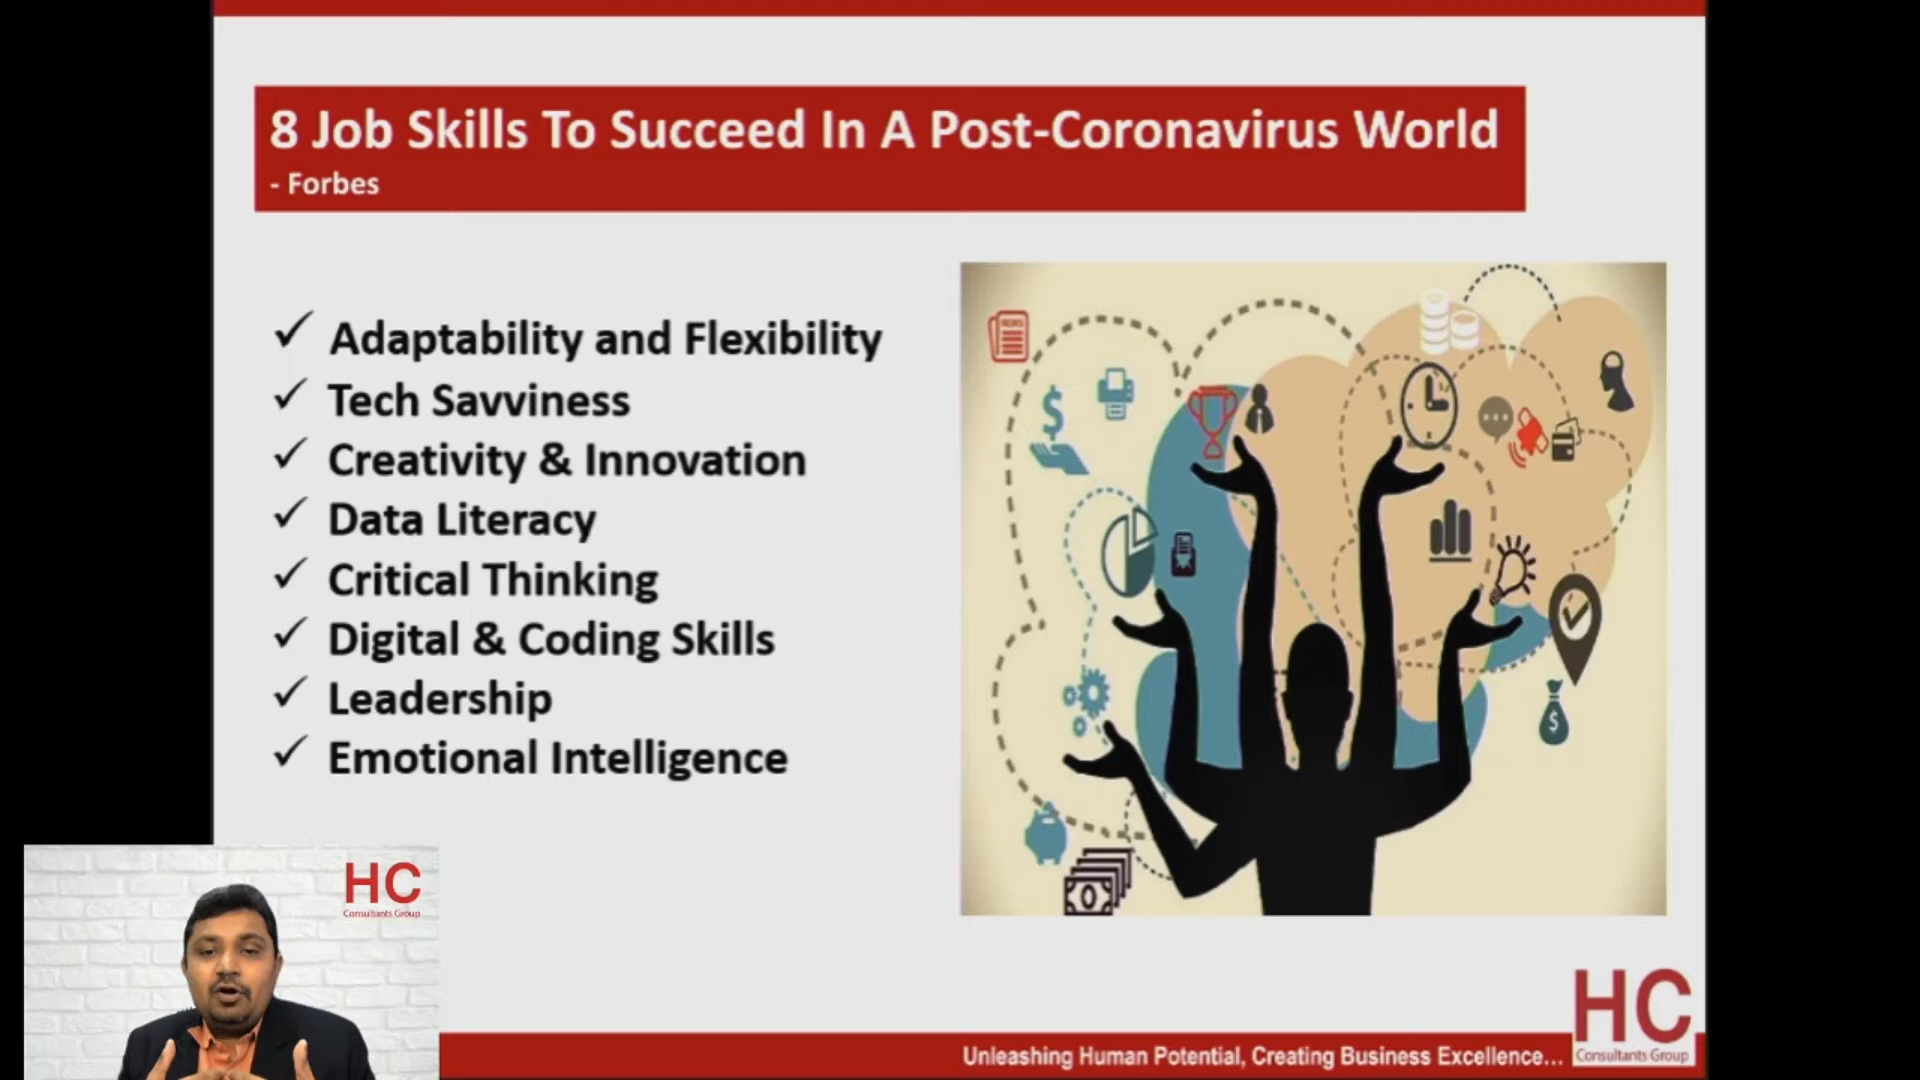 8 Job Skills To Succeed In A Post-Coronavirus World
- Forbes
✓ Adaptability and Flexibility
✓ Tech Savviness
✓ Creativity & Innovation
✓ Data Literacy
✓ Critical Thinking
✓ Digital & Coding Skills
✓ Leadership
✓ Emotional Intelligence
NEWS
$
$
HC
Consultants Group
Unleashing Human Potential, Creating Business Excellence...
HC
Consultants Group